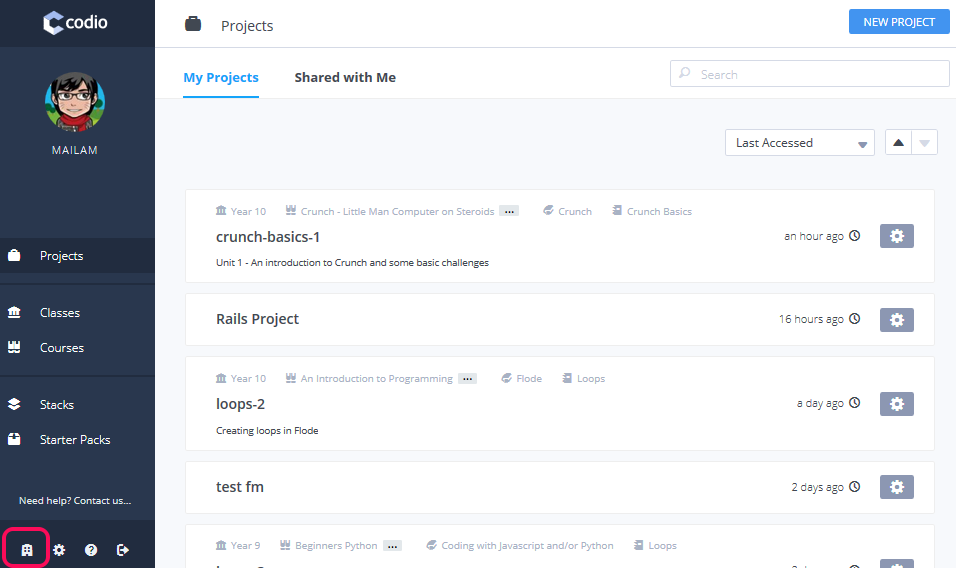 codio
Projects
NEW PROJECT
MAILAM
My Projects
Shared with Me
Search
Last Accessed
Projects
Classes
Courses
Stacks
Starter Packs
Need help? Contact us...
Year 10 Crunch - Little Man Computer on Steroids ... Crunch Crunch Basics
crunch-basics-1
an hour ago
Unit 1 - An introduction to Crunch and some basic challenges
Rails Project
16 hours ago
Year 10 An Introduction to Programming ... Flode Loops
loops-2
a day ago
Creating loops in Flode
test fm
2 days ago
Year 9 Beginners Python ... Coding with Javascript and/or Python Loops